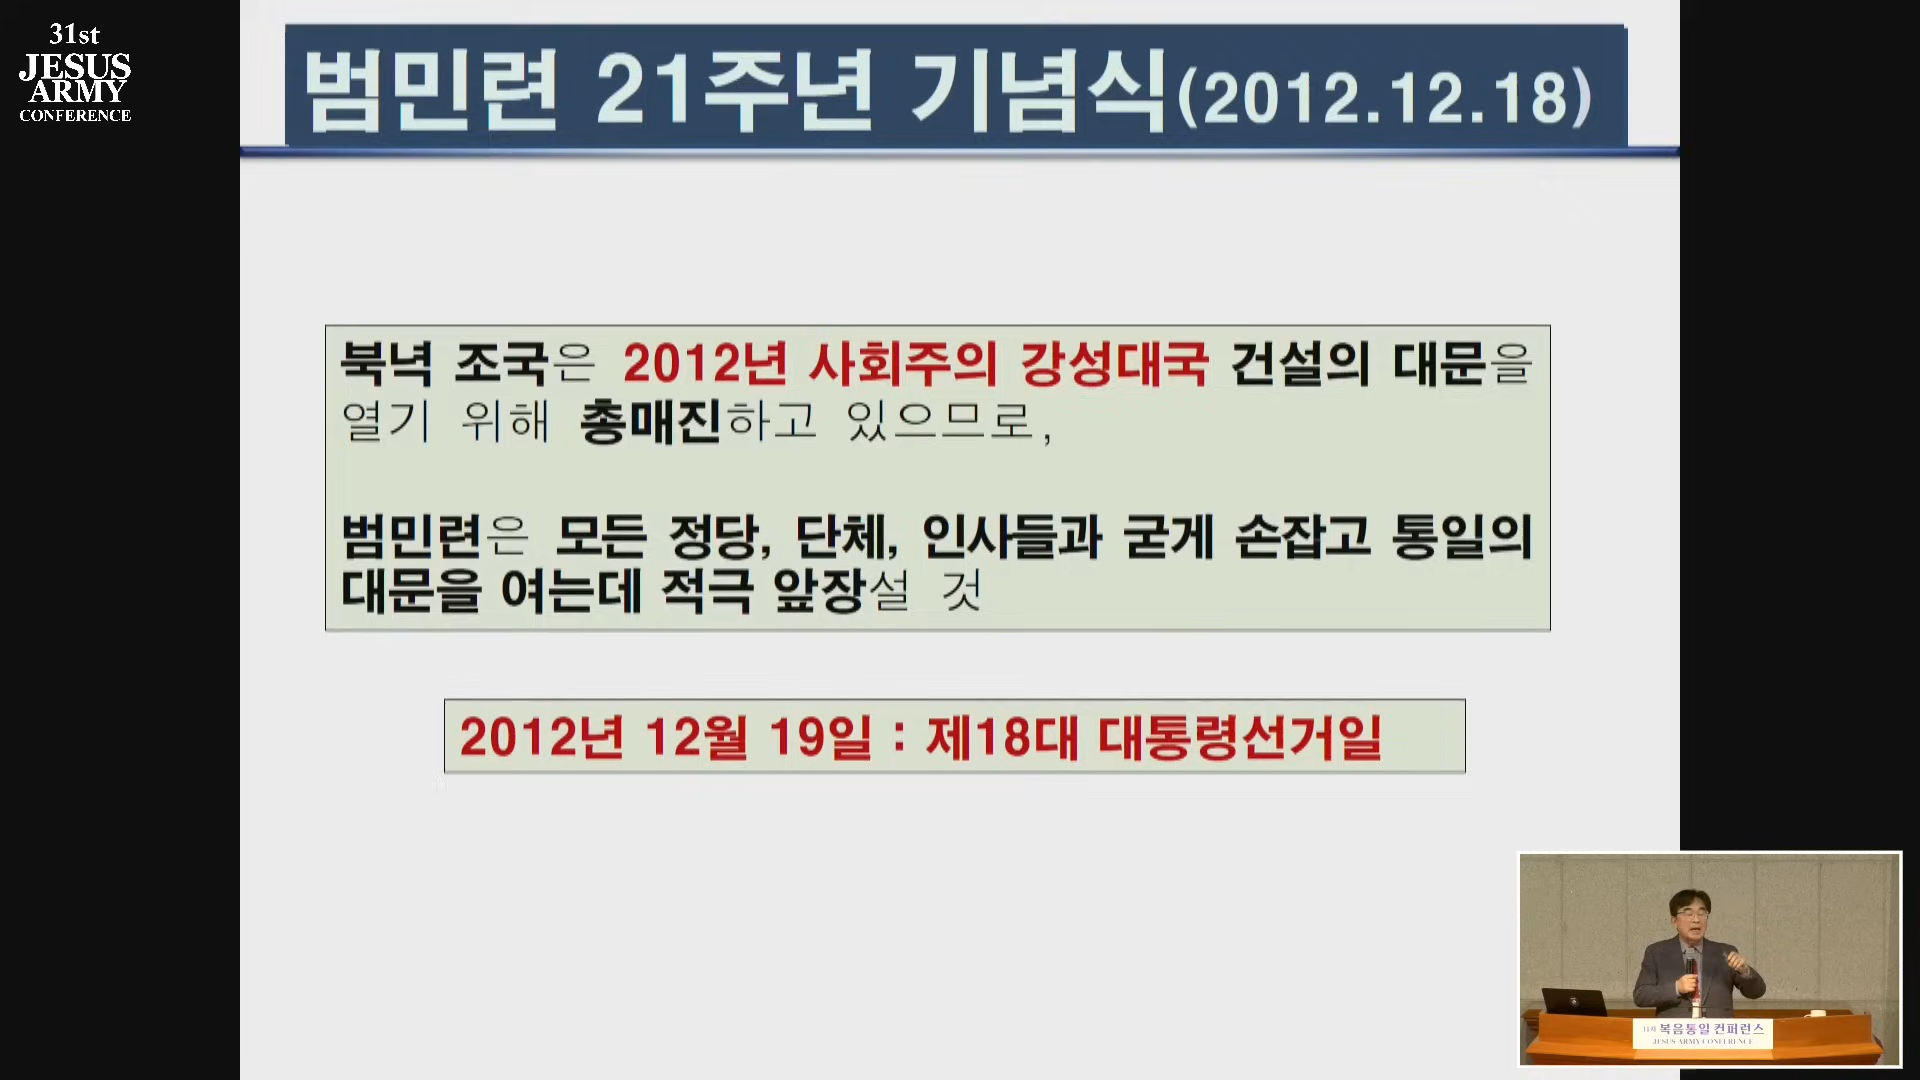 31st
JESUS
ARMY
CONFERENCE
범민련 21주년 기념식(2012.12.18)
북녘 조국은 2012년 사회주의 강성대국 건설의 대문을
열기 위해 총매진하고 있으므로,
범민련은 모든 정당, 단체, 인사들과 굳게 손잡고 통일의
대문을 여는데 적극 앞장설 것
2012년 12월 19일 : 제18대 대통령선거일
복음통일 컨퍼런스
JESUS ARMY CONFERENCE